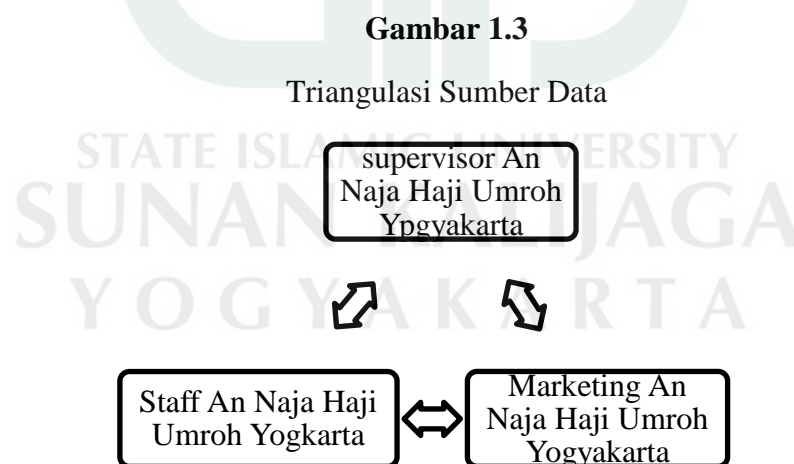 Gambar 1.3
Triangulasi Sumber Data
STATE ISLAMIC UNIVERSITY
SUNAN KALIJAGA
YOGYAKARTA
supervisor An
Naja Haji Umroh
Ypgyakarta
Staff An Naja Haji
Umroh Yogkarta
Marketing An
Naja Haji Umroh
Yogyakarta